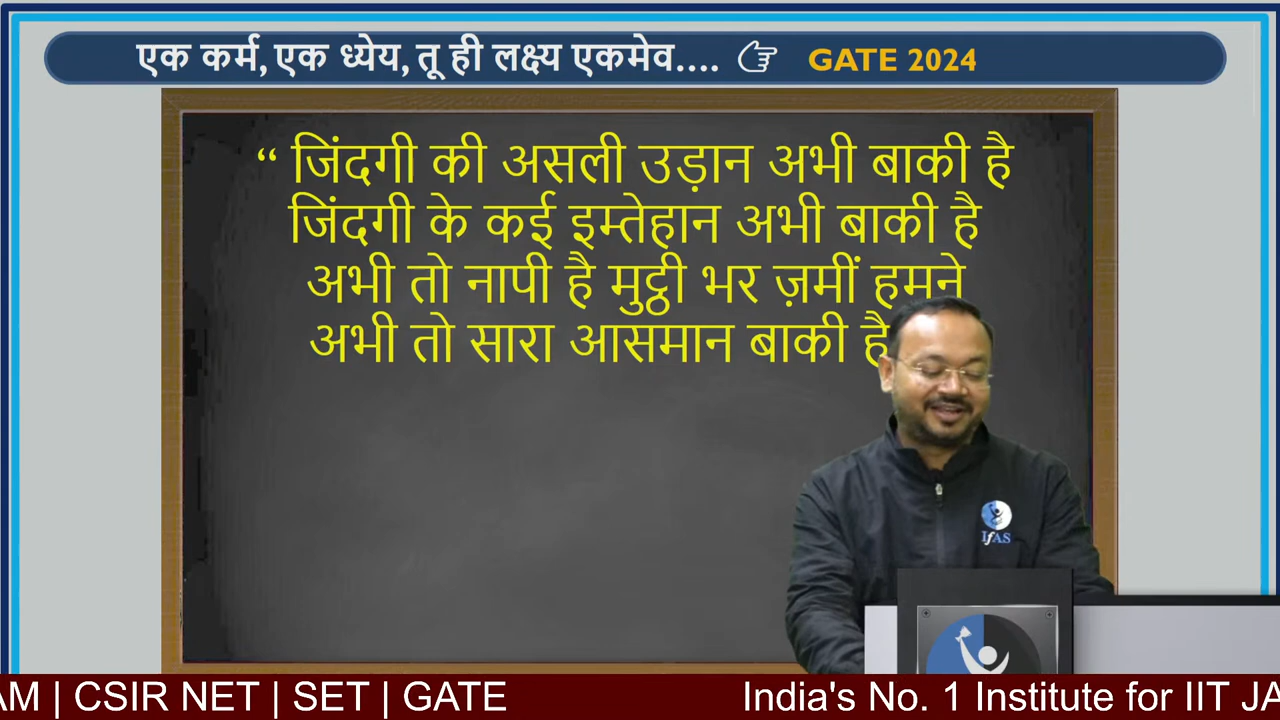 एक कर्म, एक ध्येय, तू ही लक्ष्य एकमेव.... GATE 2024
“ जिंदगी की असली उड़ान अभी बाकी है
जिंदगी के कई इम्तेहान अभी बाकी है
अभी तो नापी है मुट्ठी भर ज़मीं हमने
अभी तो सारा आसमान बाकी है
IfAS
AM | CSIR NET | SET | GATE India's No. 1 Institute for IIT JA